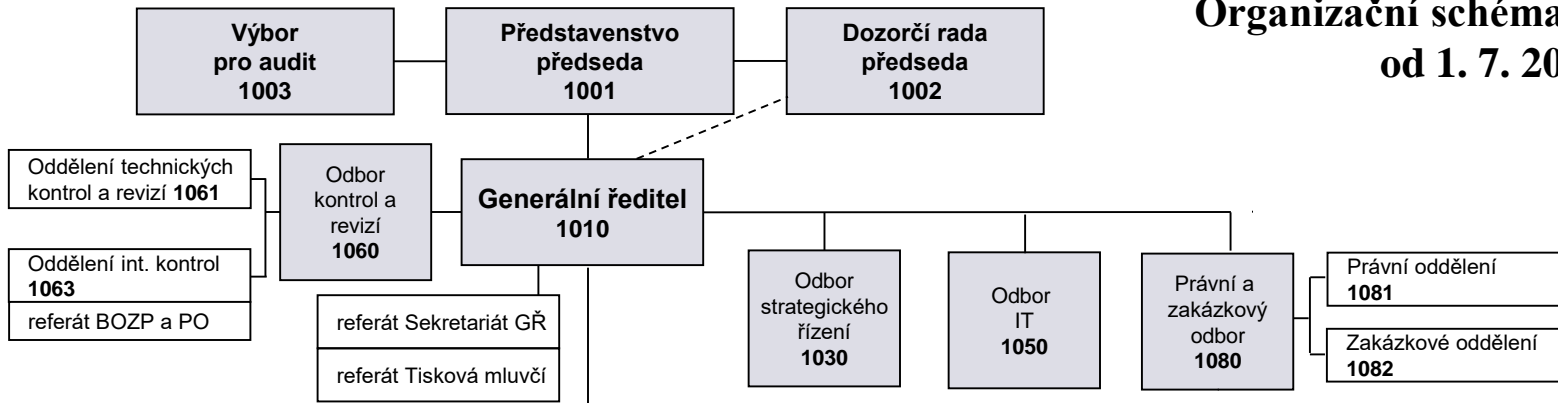 Organizační schéma
od 1. 7. 20
Výbor
pro audit
1003
Představenstvo
předseda
1001
Dozorčí rada
předseda
1002
Oddělení technických
kontrol a revizí 1061
Oddělení int. kontrol
1063
referát BOZP a PO
Odbor
kontrol a
revizí
1060
Generální ředitel
1010
referát Sekretariát GŘ
referát Tisková mluvčí
Odbor
strategického
řízení
1030
Odbor
IT
1050
Právní a
zakázkový
odbor
1080
Právní oddělení
1081
Zakázkové oddělení
1082